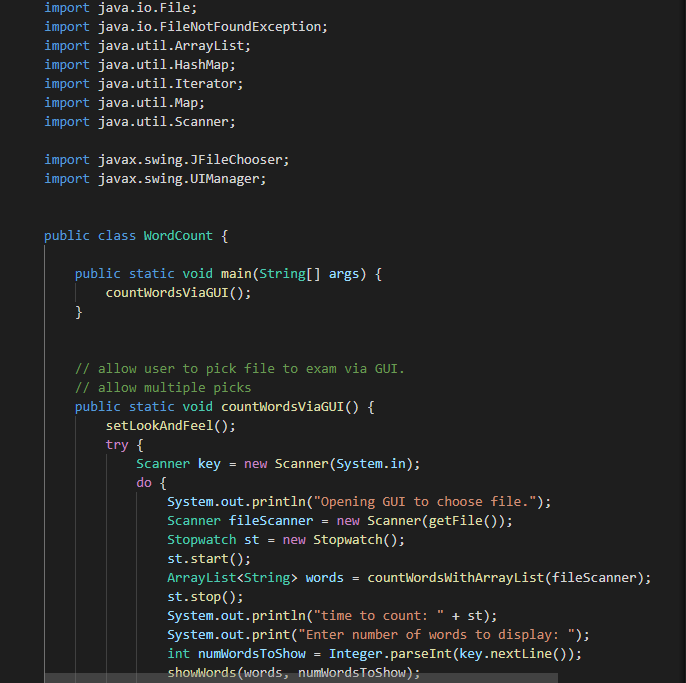 import java.io.File;
import java.io.FileNotFoundException;
import java.util.ArrayList;
import java.util.HashMap;
import java.util.Iterator;
import java.util.Map;
import java.util.Scanner;

import javax.swing.JFileChooser;
import javax.swing.UIManager;


public class WordCount {

    public static void main(String[] args) {
        countWordsViaGUI();
    }


    // allow user to pick file to exam via GUI.
    // allow multiple picks
    public static void countWordsViaGUI() {
        setLookAndFeel();
        try {
            Scanner key = new Scanner(System.in);
            do {
                System.out.println("Opening GUI to choose file.");
                Scanner fileScanner = new Scanner(getFile());
                Stopwatch st = new Stopwatch();
                st.start();
                ArrayList<String> words = countWordsWithArrayList(fileScanner);
                st.stop();
                System.out.println("time to count: " + st);
                System.out.print("Enter number of words to display: ");
                int numWordsToShow = Integer.parseInt(key.nextLine());
                showWords(words, numWordsToShow);